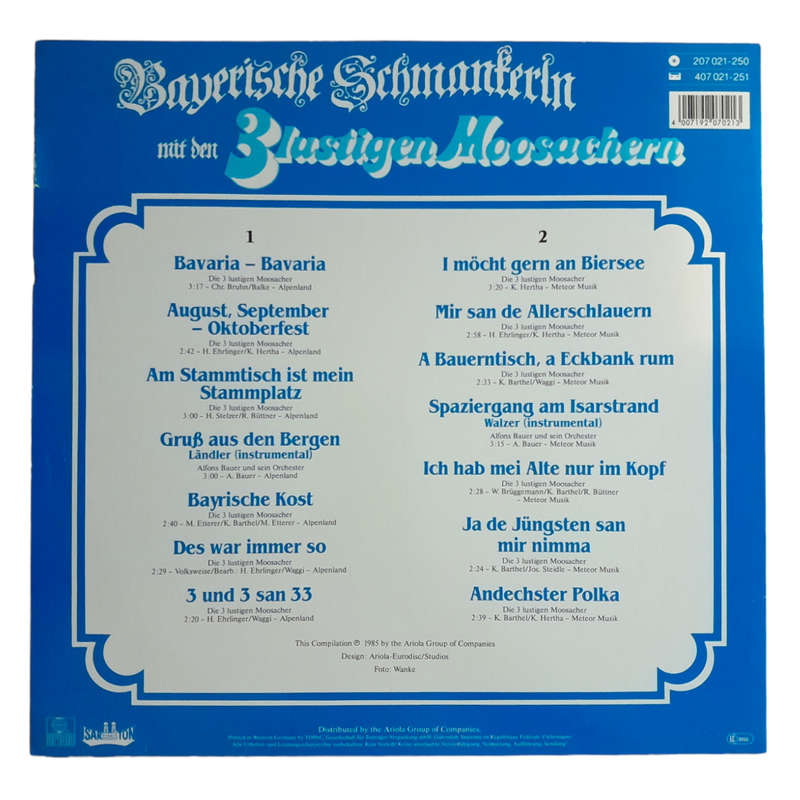 Bayerische Schmankerln
207 021-250
407 021-251
4 007192 070213
mit den 3 lustigen Moosachern
1
Bavaria – Bavaria
Die 3 lustigen Moosacher
3:17 – Chr. Bruhn/Balke – Alpenland
August, September
– Oktoberfest
Die 3 lustigen Moosacher
2:42 – H. Ehrlinger/K. Hertha – Alpenland
Am Stammtisch ist mein
Stammplatz
Die 3 lustigen Moosacher
3:00 – H. Stelzer/R. Büttner – Alpenland
Gruß aus den Bergen
Ländler (instrumental)
Alfons Bauer und sein Orchester
3:00 – A. Bauer – Alpenland
Bayrische Kost
Die 3 lustigen Moosacher
2:40 – M. Etterer/K. Barthel/M. Etterer – Alpenland
Des war immer so
Die 3 lustigen Moosacher
2:29 – Volksweise/Bearb.: H. Ehrlinger/Waggi – Alpenland
3 und 3 san 33
Die 3 lustigen Moosacher
2:20 – H. Ehrlinger/Waggi – Alpenland
2
I möcht gern an Biersee
Die 3 lustigen Moosacher
3:20 – K. Hertha – Meteor Musik
Mir san de Allerschlauern
Die 3 lustigen Moosacher
2:58 – H. Ehrlinger/K. Hertha – Meteor Musik
A Bauerntisch, a Eckbank rum
Die 3 lustigen Moosacher
2:33 – K. Barthel/Waggi – Meteor Musik
Spaziergang am Isarstrand
Walzer (instrumental)
Alfons Bauer und sein Orchester
3:15 – A. Bauer – Meteor Musik
Ich hab mei Alte nur im Kopf
Die 3 lustigen Moosacher
2:28 – W. Brüggemann/K. Barthel/R. Büttner
– Meteor Musik
Ja de Jüngsten san
mir nimma
Die 3 lustigen Moosacher
2:24 – K. Barthel/Jos. Steidle – Meteor Musik
Andechster Polka
Die 3 lustigen Moosacher
2:39 – K. Barthel/K. Hertha – Meteor Musik
This Compilation ℗ 1985 by the Ariola Group of Companies
Design: Ariola-Eurodisc/Studios
Foto: Wanke
ISARTON
Distributed by the Ariola Group of Companies.